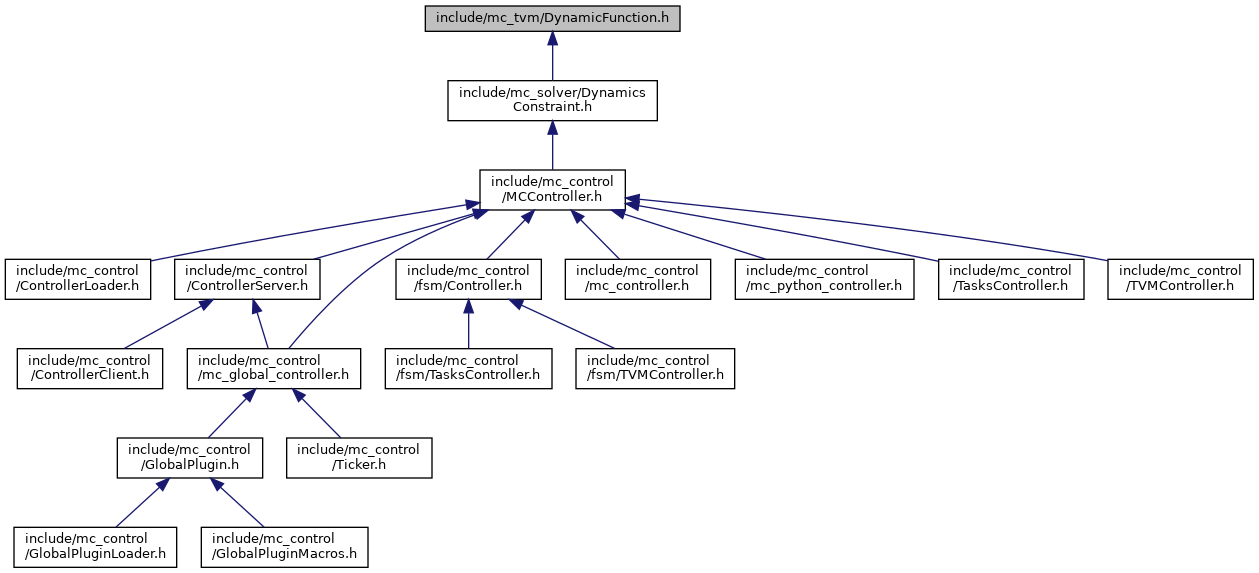 include/mc_tvm/DynamicFunction.h
include/mc_solver/Dynamics
Constraint.h
include/mc_control
/MCController.h
include/mc_control
/ControllerLoader.h
include/mc_control
/ControllerServer.h
include/mc_control
/fsm/Controller.h
include/mc_control
/mc_controller.h
include/mc_control
/mc_python_controller.h
include/mc_control
/TasksController.h
include/mc_control
/TVMController.h
include/mc_control
/ControllerClient.h
include/mc_control
/mc_global_controller.h
include/mc_control
/fsm/TasksController.h
include/mc_control
/fsm/TVMController.h
include/mc_control
/GlobalPlugin.h
include/mc_control
/Ticker.h
include/mc_control
/GlobalPluginLoader.h
include/mc_control
/GlobalPluginMacros.h